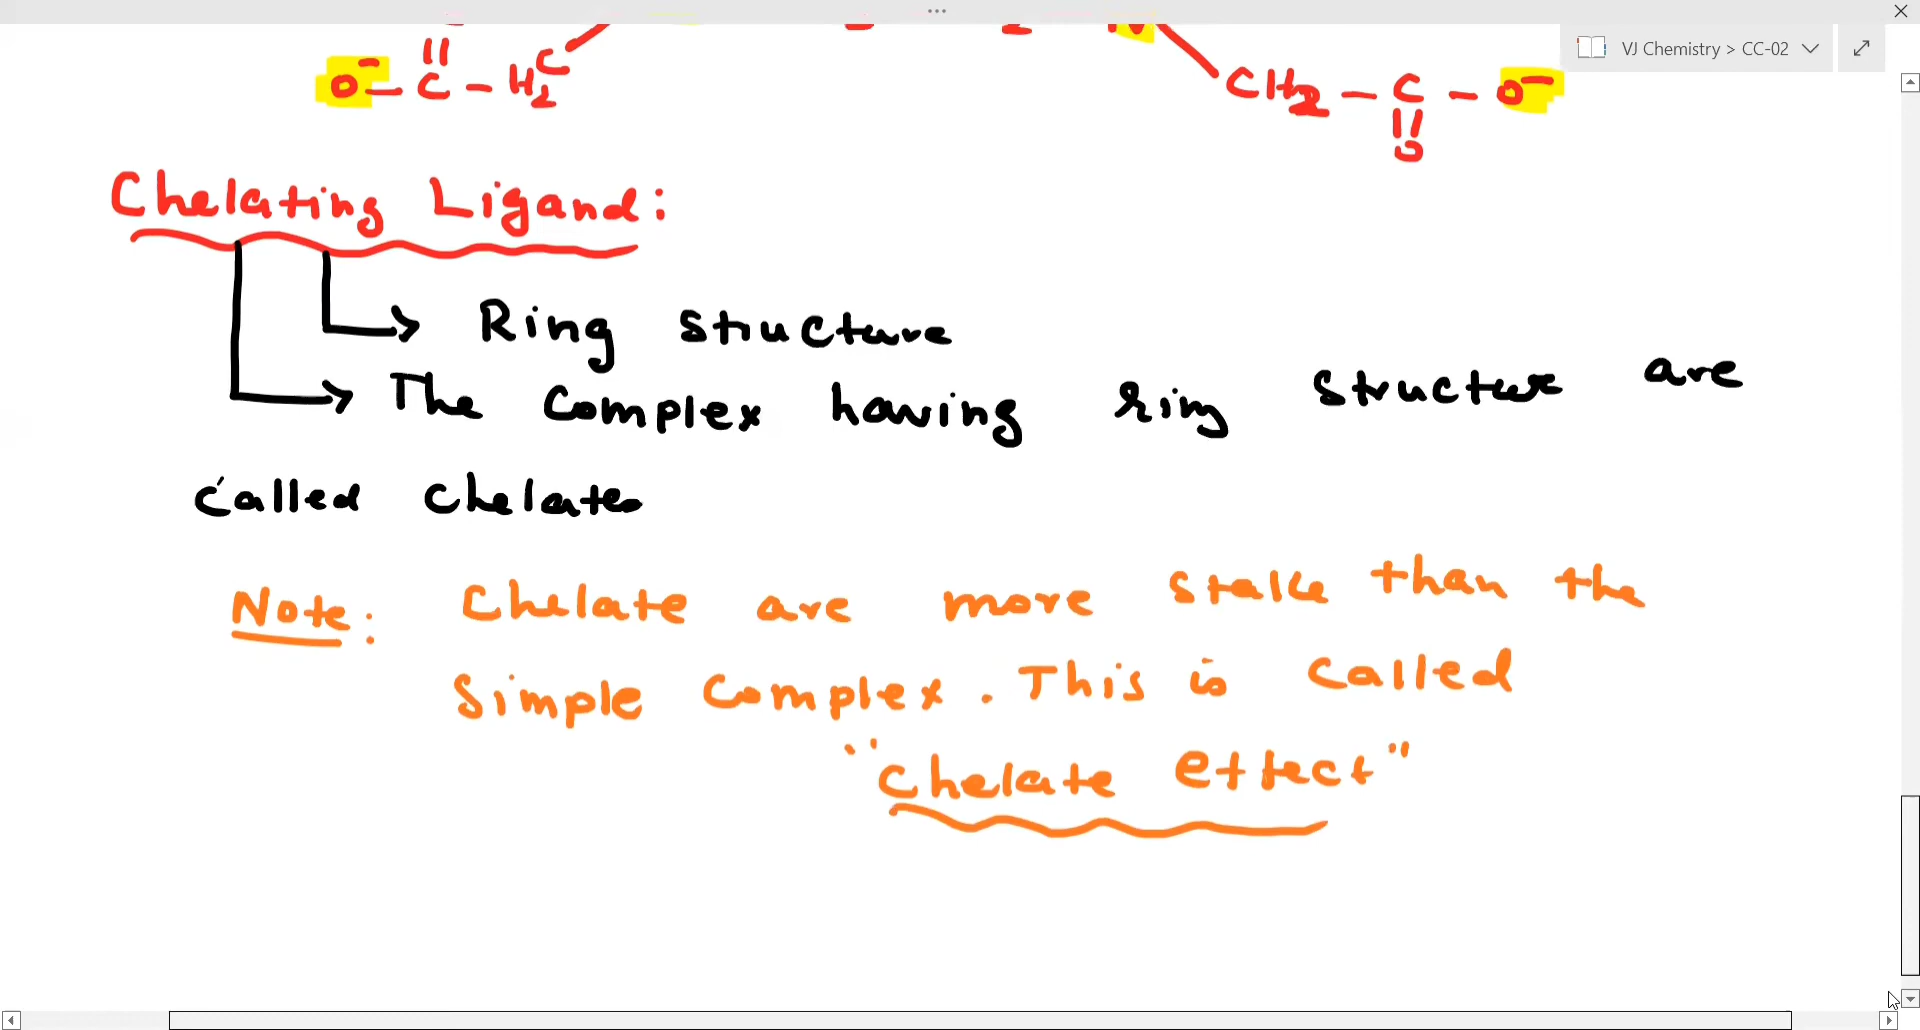 VJ Chemistry > CC-02
O⁻ – C – H₂C
CH₂ – C – O⁻
O
Chelating Ligand:
Ring structure
The Complex having ring structure are
called chelates
Note: Chelate are more stable than the
simple complex. This is called
"Chelate effect"